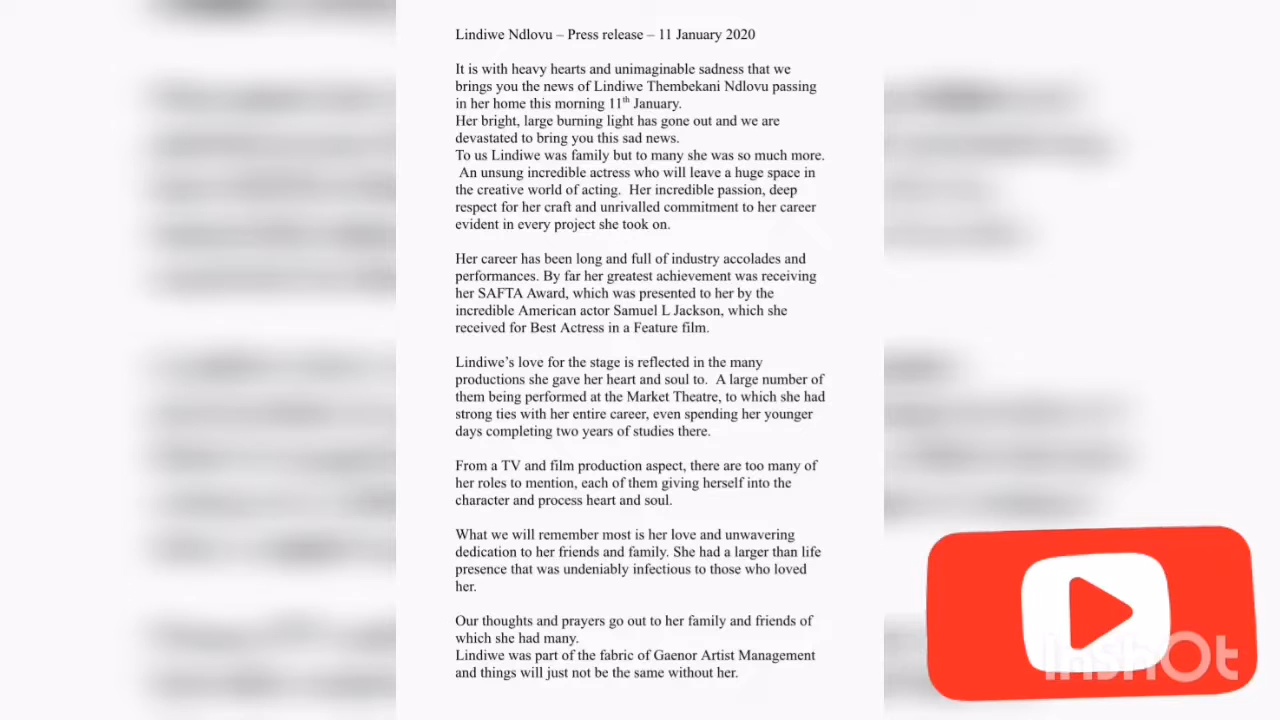 Lindiwe Ndlovu – Press release – 11 January 2020
It is with heavy hearts and unimaginable sadness that we
brings you the news of Lindiwe Thembekani Ndlovu passing
in her home this morning 11th January.
Her bright, large burning light has gone out and we are
devastated to bring you this sad news.
To us Lindiwe was family but to many she was so much more.
An unsung incredible actress who will leave a huge space in
the creative world of acting. Her incredible passion, deep
respect for her craft and unrivalled commitment to her career
evident in every project she took on.
Her career has been long and full of industry accolades and
performances. By far her greatest achievement was receiving
her SAFTA Award, which was presented to her by the
incredible American actor Samuel L Jackson, which she
received for Best Actress in a Feature film.
Lindiwe’s love for the stage is reflected in the many
productions she gave her heart and soul to. A large number of
them being performed at the Market Theatre, to which she had
strong ties with her entire career, even spending her younger
days completing two years of studies there.
From a TV and film production aspect, there are too many of
her roles to mention, each of them giving herself into the
character and process heart and soul.
What we will remember most is her love and unwavering
dedication to her friends and family. She had a larger than life
presence that was undeniably infectious to those who loved
her.
Our thoughts and prayers go out to her family and friends of
which she had many.
Lindiwe was part of the fabric of Gaenor Artist Management
and things will just not be the same without her.
InShOt